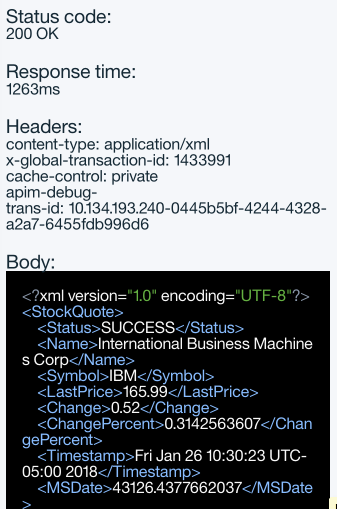 Status code:
200 OK
Response time:
1263ms
Headers:
content-type: application/xml
x-global-transaction-id: 1433991
cache-control: private
apim-debug-
trans-id: 10.134.193.240-0445b5bf-4244-4328-
a2a7-6455fdb996d6
Body:
<?xml version="1.0" encoding="UTF-8"?>
<StockQuote>
<Status>SUCCESS</Status>
<Name>International Business Machine
s Corp</Name>
<Symbol>IBM</Symbol>
<LastPrice>165.99</LastPrice>
<Change>0.52</Change>
<ChangePercent>0.3142563607</Chan
gePercent>
<Timestamp>Fri Jan 26 10:30:23 UTC-
05:00 2018</Timestamp>
<MSDate>43126.4377662037</MSDate
>